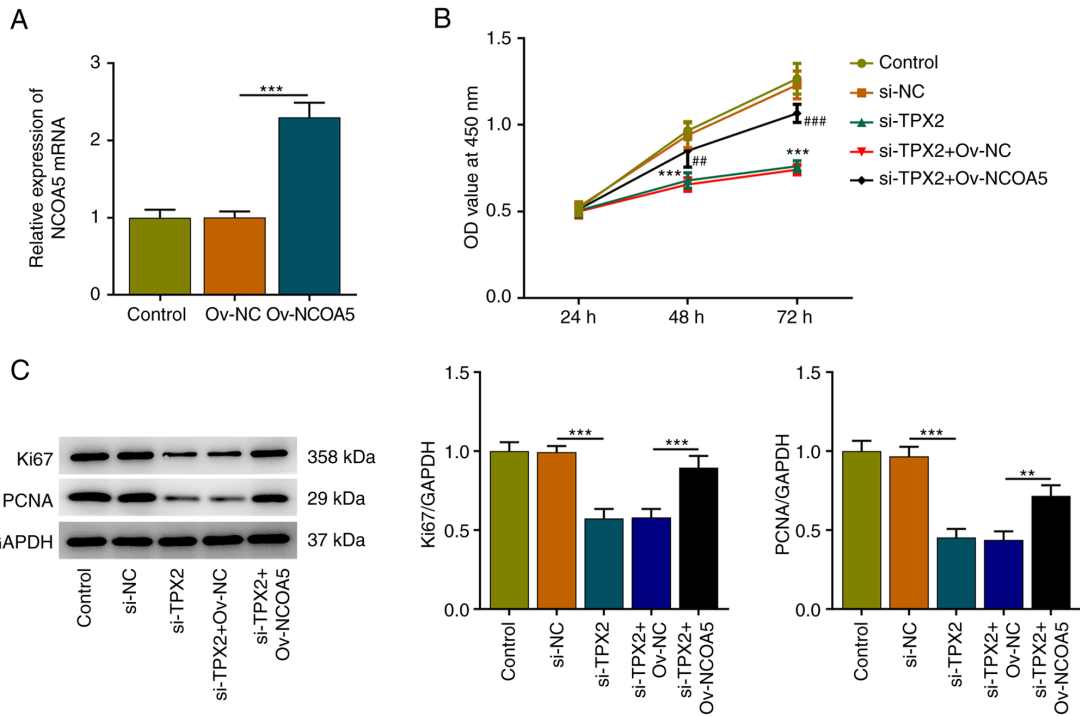 A
Relative expression of
NCOA5 mRNA
3
2
1
0
***
Control
Ov-NC
Ov-NCOA5
B
OD value at 450 nm
1.5
1.0
0.5
0.0
24 h
48 h
72 h
***
##
***
###
Control
si-NC
si-TPX2
si-TPX2+Ov-NC
si-TPX2+Ov-NCOA5
C
Ki67
358 kDa
PCNA
29 kDa
GAPDH
37 kDa
Control
si-NC
si-TPX2
si-TPX2+Ov-NC
si-TPX2+
Ov-NCOA5
Ki67/GAPDH
1.5
1.0
0.5
0.0
***
***
Control
si-NC
si-TPX2
si-TPX2+
Ov-NC
si-TPX2+
Ov-NCOA5
PCNA/GAPDH
1.5
1.0
0.5
0.0
***
**
Control
si-NC
si-TPX2
si-TPX2+
Ov-NC
si-TPX2+
Ov-NCOA5